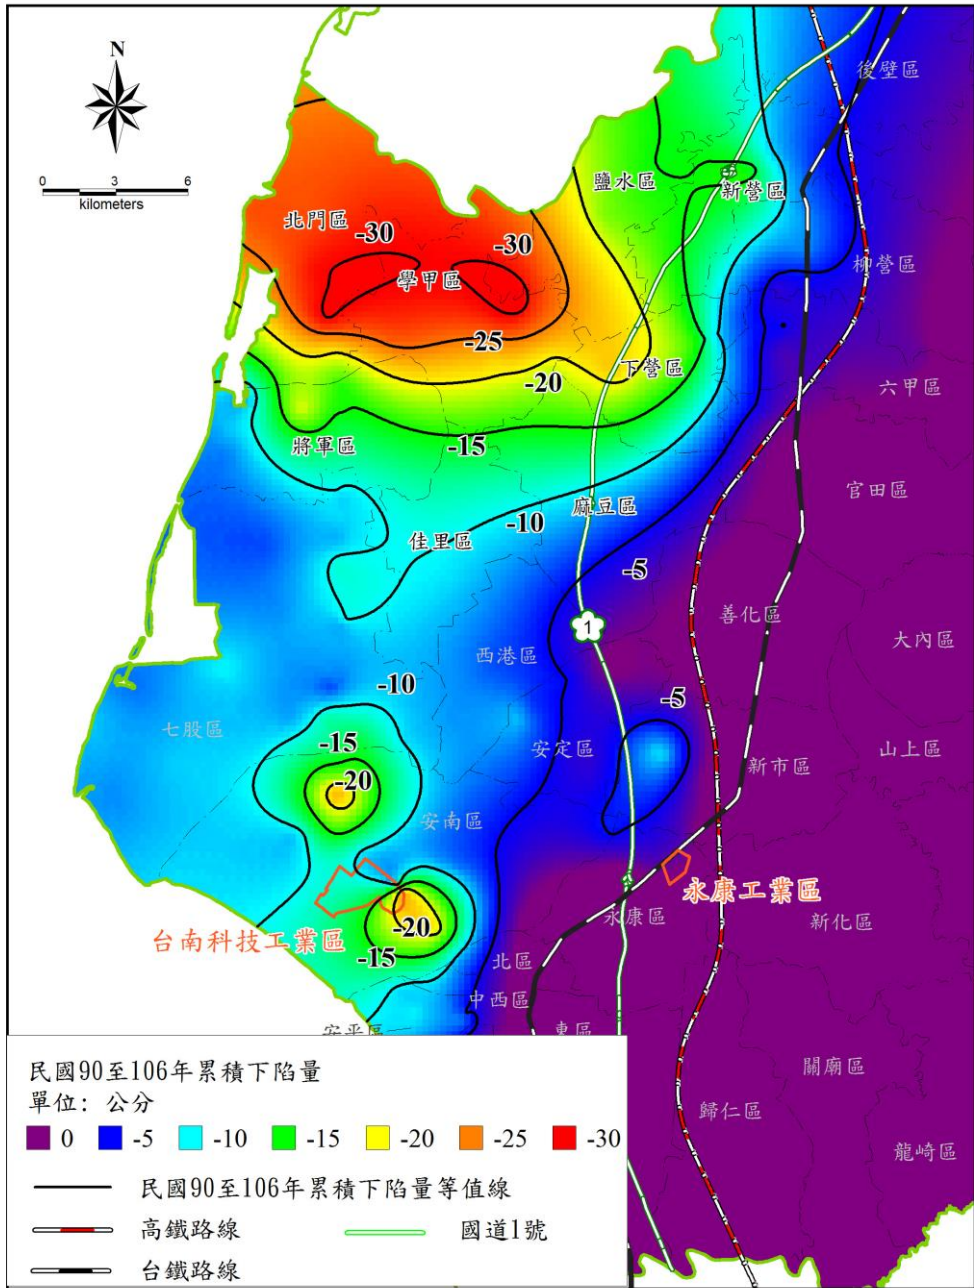 N
0 3 6
kilometers
後壁區
鹽水區
新營區
北門區
-30
-30
學甲區
柳營區
-25
-20
下營區
六甲區
將軍區
-15
官田區
-10
麻豆區
佳里區
-5
善化區
大內區
1
西港區
-10
-5
七股區
-15
安定區
山上區
新市區
-20
安南區
永康工業區
永康區
新化區
-20
台南科技工業區
-15
北區
中西區
安平區
東區
關廟區
歸仁區
龍崎區
民國90至106年累積下陷量
單位: 公分
0 -5 -10 -15 -20 -25 -30
民國90至106年累積下陷量等值線
高鐵路線 國道1號
台鐵路線